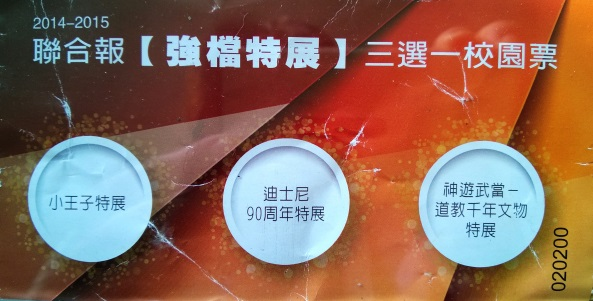 2014–2015
聯合報【強檔特展】三選一校園票
小王子特展
迪士尼
90周年特展
神遊武當－
道教千年文物
特展
020200